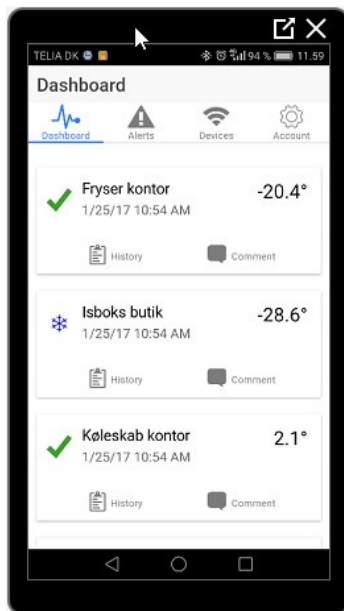 TELIA DK 94 % 11.59
Dashboard
Dashboard Alerts Devices Account
Fryser kontor -20.4°
1/25/17 10:54 AM
History Comment
Isboks butik -28.6°
1/25/17 10:54 AM
History Comment
Køleskab kontor 2.1°
1/25/17 10:54 AM
History Comment